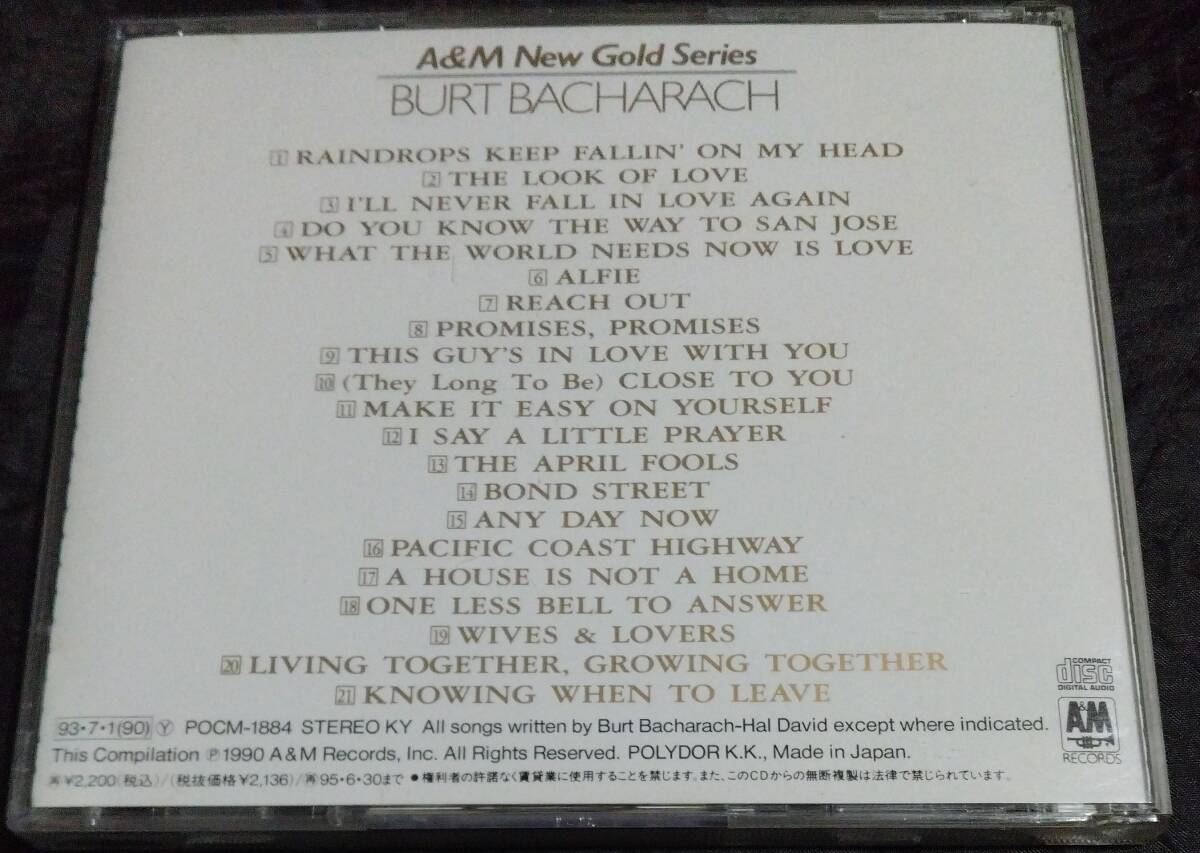 A&M New Gold Series
BURT BACHARACH
1 RAINDROPS KEEP FALLIN' ON MY HEAD
2 THE LOOK OF LOVE
3 I'LL NEVER FALL IN LOVE AGAIN
4 DO YOU KNOW THE WAY TO SAN JOSE
5 WHAT THE WORLD NEEDS NOW IS LOVE
6 ALFIE
7 REACH OUT
8 PROMISES, PROMISES
9 THIS GUY'S IN LOVE WITH YOU
10 (They Long To Be) CLOSE TO YOU
11 MAKE IT EASY ON YOURSELF
12 I SAY A LITTLE PRAYER
13 THE APRIL FOOLS
14 BOND STREET
15 ANY DAY NOW
16 PACIFIC COAST HIGHWAY
17 A HOUSE IS NOT A HOME
18 ONE LESS BELL TO ANSWER
19 WIVES & LOVERS
20 LIVING TOGETHER, GROWING TOGETHER
21 KNOWING WHEN TO LEAVE
COMPACT
disc
DIGITAL AUDIO
A&M
RECORDS
93・7・1(90) Ⓨ POCM-1884 STEREO KY All songs written by Burt Bacharach-Hal David except where indicated.
This Compilation ℗1990 A&M Records, Inc. All Rights Reserved. POLYDOR K.K., Made in Japan.
再 ¥2,200(税込)/(税抜価格¥2,136)/再95・6・30まで ●権利者の許諾なく賃貸業に使用することを禁じます。また、このCDからの無断複製は法律で禁じられています。